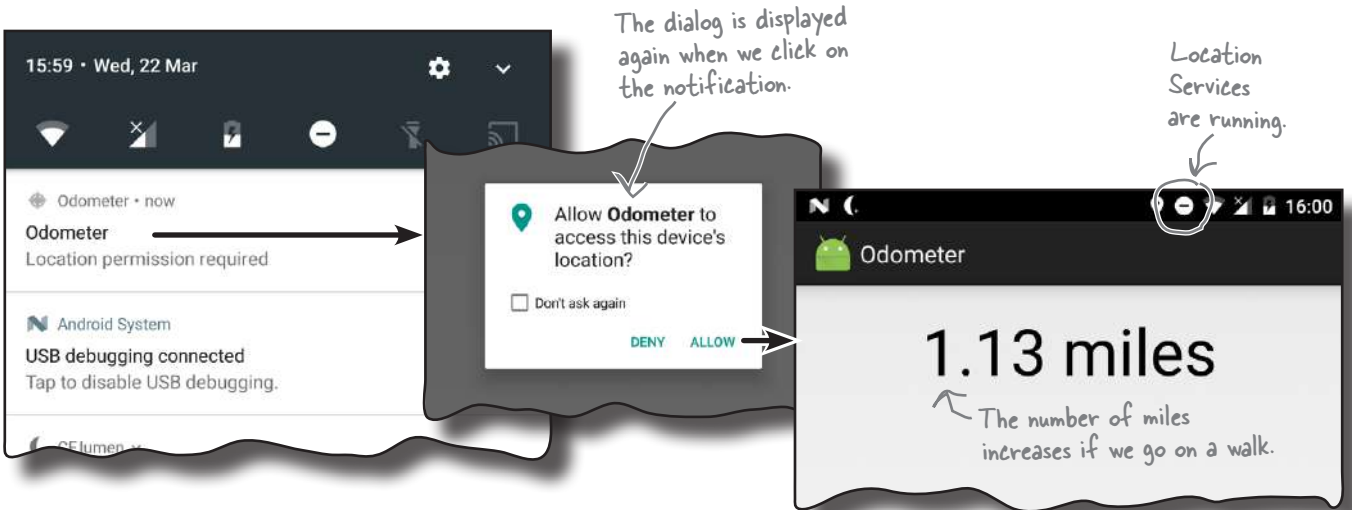 The dialog is displayed
again when we click on
the notification.
Location
Services
are running.
15:59 • Wed, 22 Mar
Odometer • now
Odometer
Location permission required
Android System
USB debugging connected
Tap to disable USB debugging.
CF.lumen
Allow Odometer to
access this device's
location?
Don't ask again
DENY ALLOW
16:00
Odometer
1.13 miles
The number of miles
increases if we go on a walk.